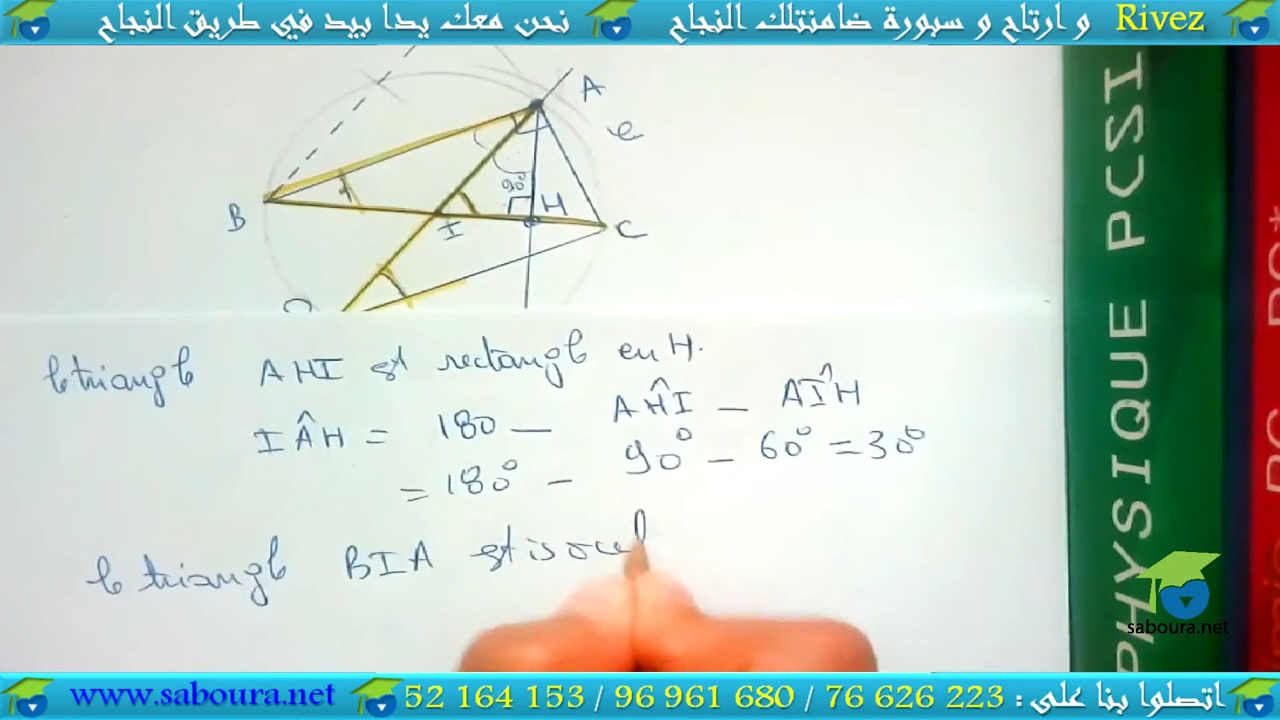 Rivez و ارتاح و سبورة ضامنتلك النجاح نحن معك يدا بيد في طريق النجاح
A
e
90°
B
I
H
C
le triangle AHI est rectangle en H.
IÂH = 180 — AĤI — AÎH
= 180° — 90° — 60° = 30°
le triangle BIA est isocel
PHYSIQUE PCSI
saboura.net
www.saboura.net 52 164 153 / 96 961 680 / 76 626 223 : اتصلوا بنا على